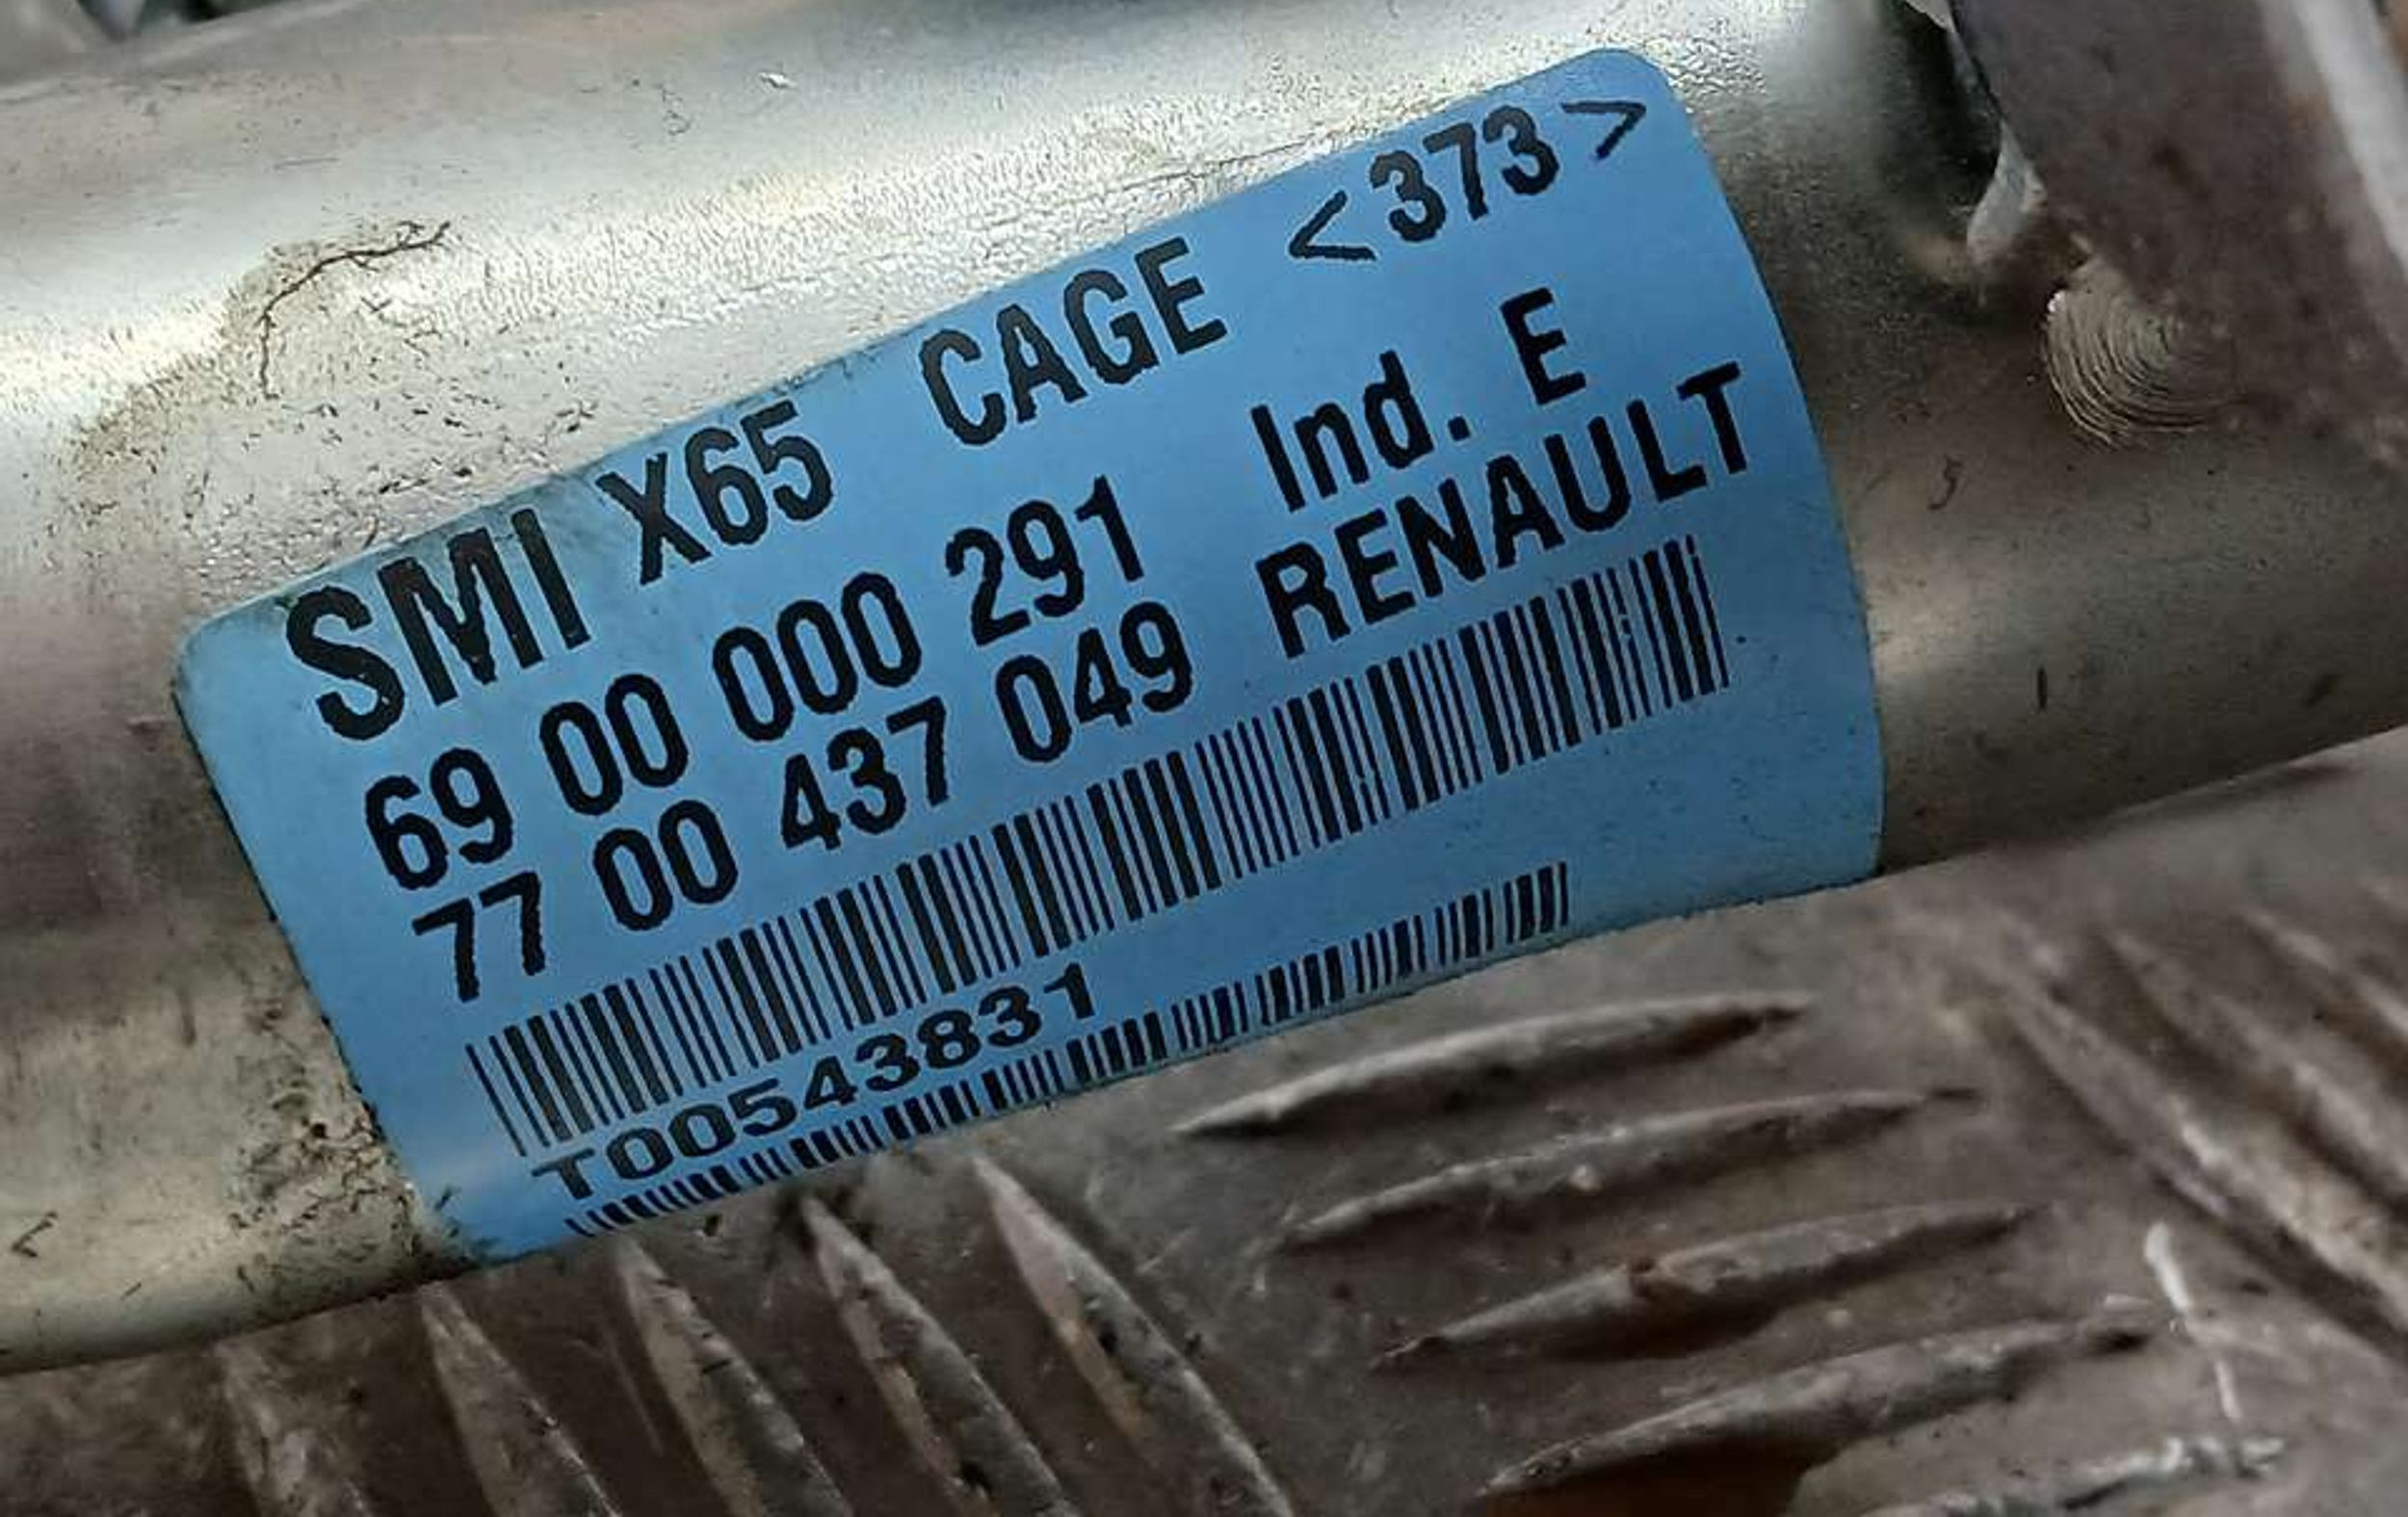 SMI X65 CAGE <373>
69 00 000 291 Ind. E
77 00 437 049 RENAULT
T00543831